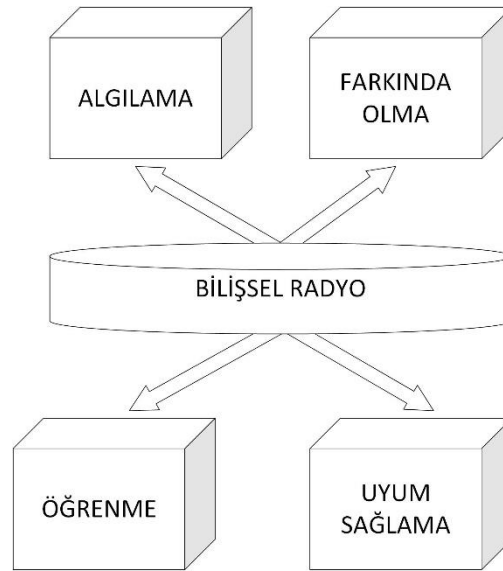 ALGILAMA
FARKINDA
OLMA
BİLİŞSEL RADYO
ÖĞRENME
UYUM
SAĞLAMA